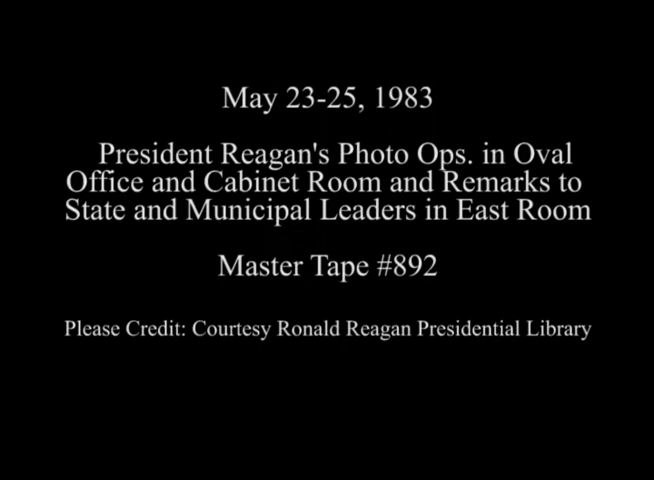 May 23-25, 1983
President Reagan's Photo Ops. in Oval
Office and Cabinet Room and Remarks to
State and Municipal Leaders in East Room
Master Tape #892
Please Credit: Courtesy Ronald Reagan Presidential Library